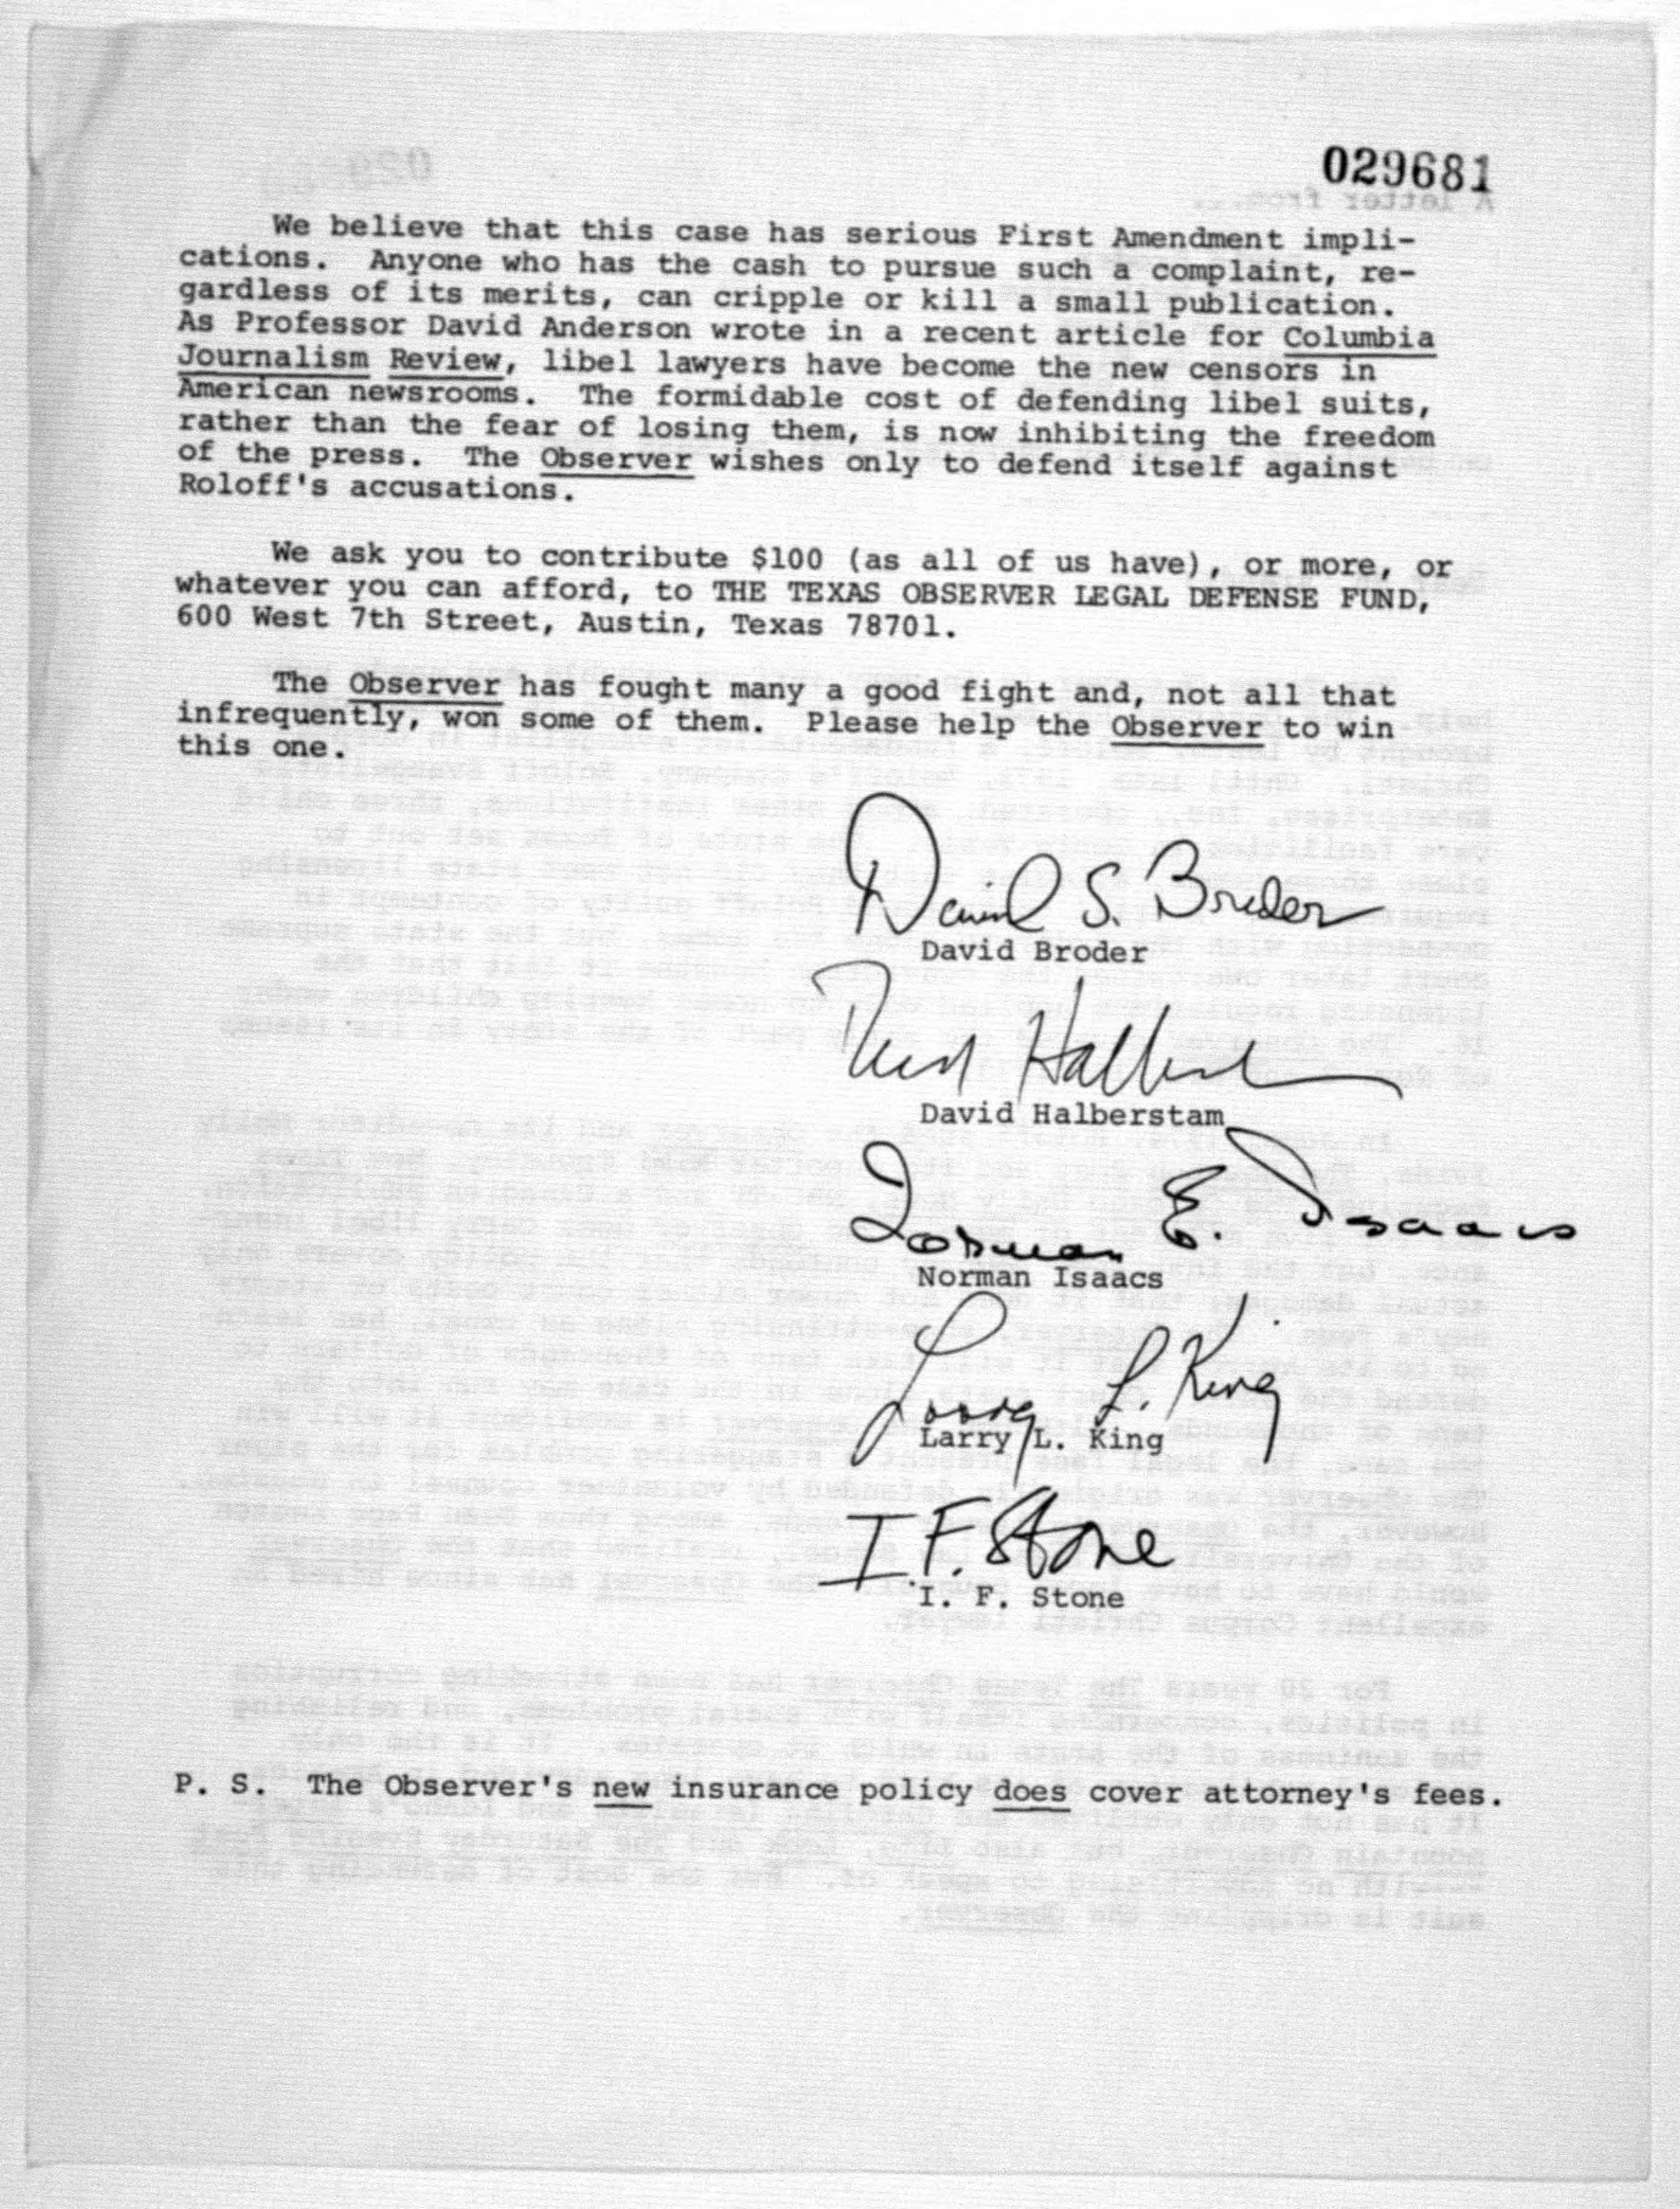 029681
We believe that this case has serious First Amendment impli-
cations. Anyone who has the cash to pursue such a complaint, re-
gardless of its merits, can cripple or kill a small publication.
As Professor David Anderson wrote in a recent article for Columbia
Journalism Review, libel lawyers have become the new censors in
American newsrooms. The formidable cost of defending libel suits,
rather than the fear of losing them, is now inhibiting the freedom
of the press. The Observer wishes only to defend itself against
Roloff's accusations.
We ask you to contribute $100 (as all of us have), or more, or
whatever you can afford, to THE TEXAS OBSERVER LEGAL DEFENSE FUND,
600 West 7th Street, Austin, Texas 78701.
The Observer has fought many a good fight and, not all that
infrequently, won some of them. Please help the Observer to win
this one.
David S. Broder
David Broder
David Halberstam
David Halberstam
Norman E. Isaacs
Norman Isaacs
Larry L. King
Larry L. King
I. F. Stone
I. F. Stone
P. S. The Observer's new insurance policy does cover attorney's fees.